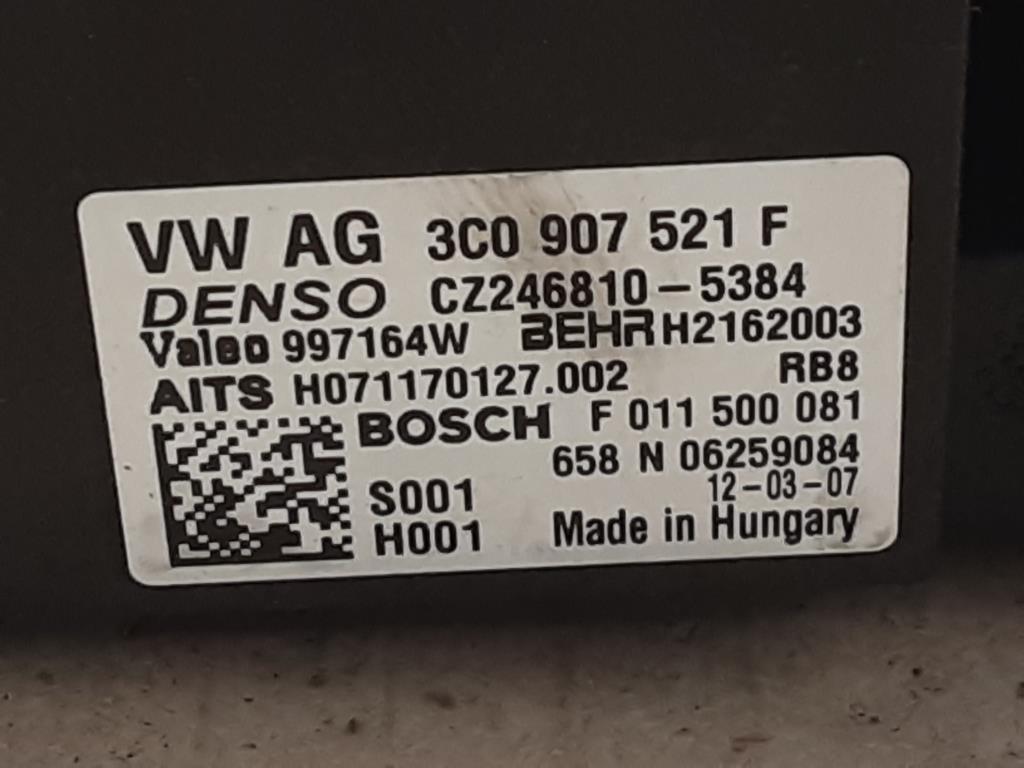 VW AG 3C0 907 521 F
DENSO CZ246810-5384
Valeo 997164W BEHR H2162003
AITS H071170127.002 RB8
BOSCH F 011 500 081
658 N 06259084
S001 12-03-07
H001 Made in Hungary